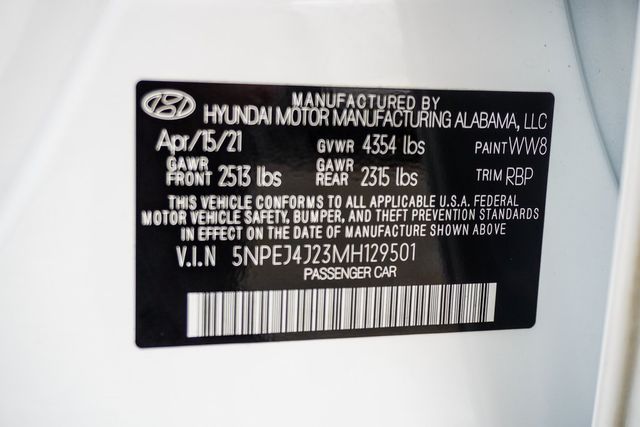 MANUFACTURED BY
HYUNDAI MOTOR MANUFACTURING ALABAMA, LLC
Apr/15/21 GVWR 4354 lbs PAINT WW8
GAWR FRONT 2513 lbs GAWR REAR 2315 lbs TRIM RBP
THIS VEHICLE CONFORMS TO ALL APPLICABLE U.S.A. FEDERAL
MOTOR VEHICLE SAFETY, BUMPER, AND THEFT PREVENTION STANDARDS
IN EFFECT ON THE DATE OF MANUFACTURE SHOWN ABOVE
V.I.N 5NPEJ4J23MH129501
PASSENGER CAR